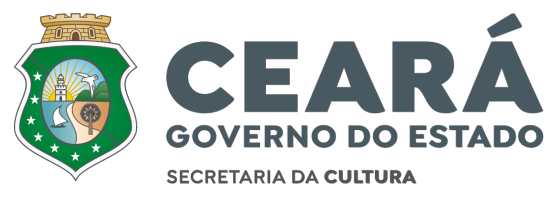 CEARÁ
GOVERNO DO ESTADO
SECRETARIA DA CULTURA